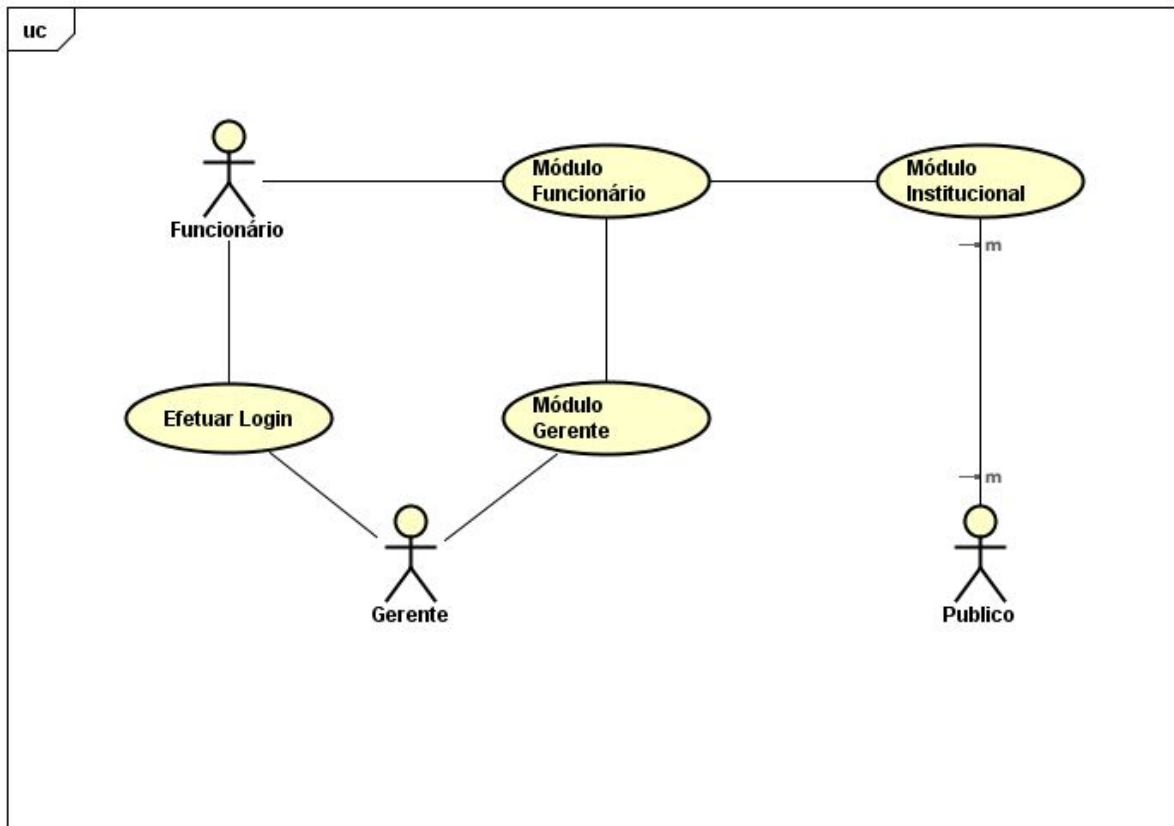 uc
Funcionário
Módulo
Funcionário
Módulo
Institucional
m
Efetuar Login
Módulo
Gerente
m
Gerente
Publico